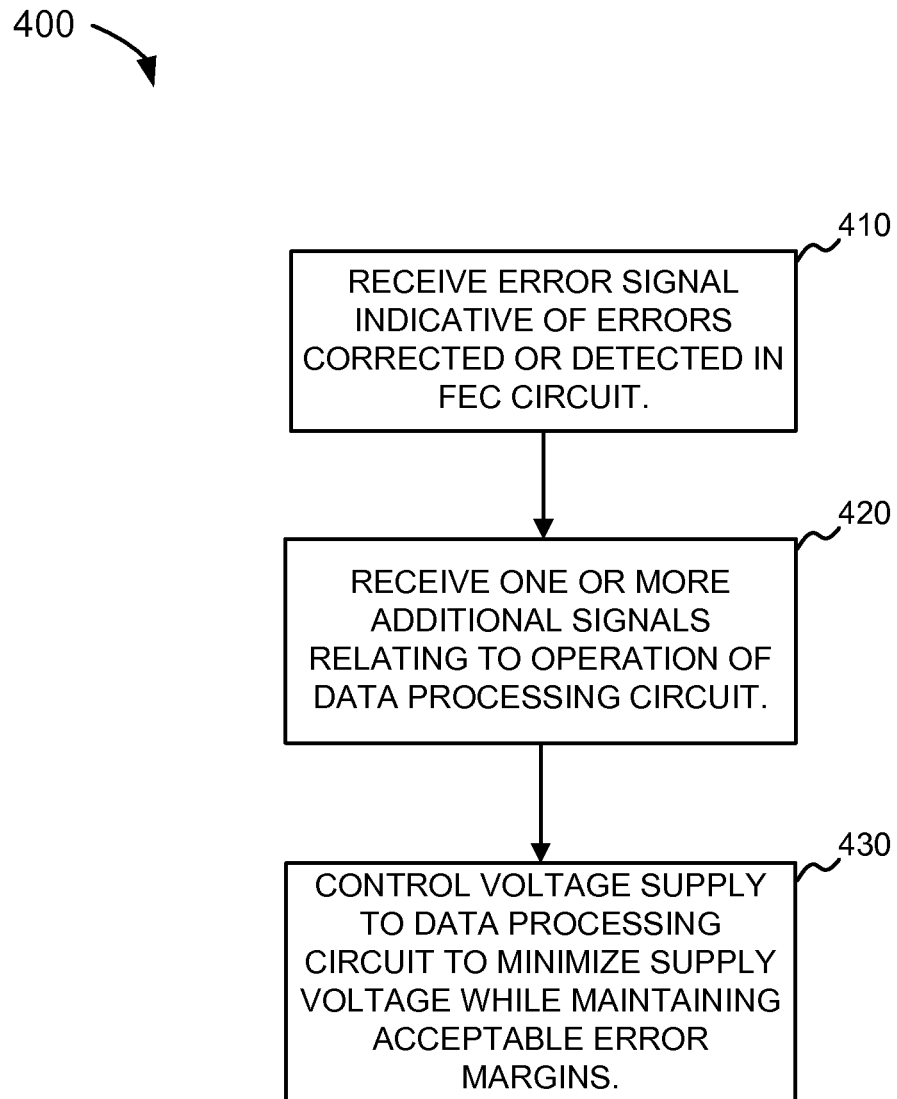 400
410
RECEIVE ERROR SIGNAL
INDICATIVE OF ERRORS
CORRECTED OR DETECTED IN
FEC CIRCUIT.
420
RECEIVE ONE OR MORE
ADDITIONAL SIGNALS
RELATING TO OPERATION OF
DATA PROCESSING CIRCUIT.
430
CONTROL VOLTAGE SUPPLY
TO DATA PROCESSING
CIRCUIT TO MINIMIZE SUPPLY
VOLTAGE WHILE MAINTAINING
ACCEPTABLE ERROR
MARGINS.